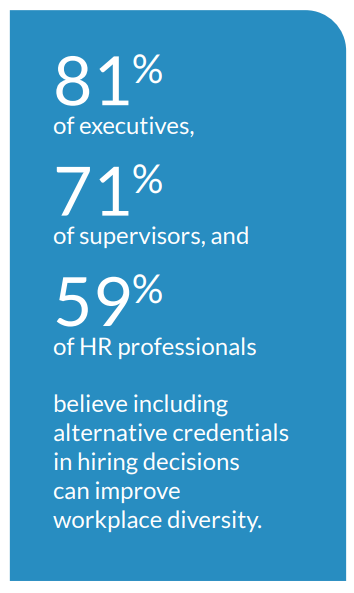 81%
of executives,
71%
of supervisors, and
59%
of HR professionals
believe including
alternative credentials
in hiring decisions
can improve
workplace diversity.